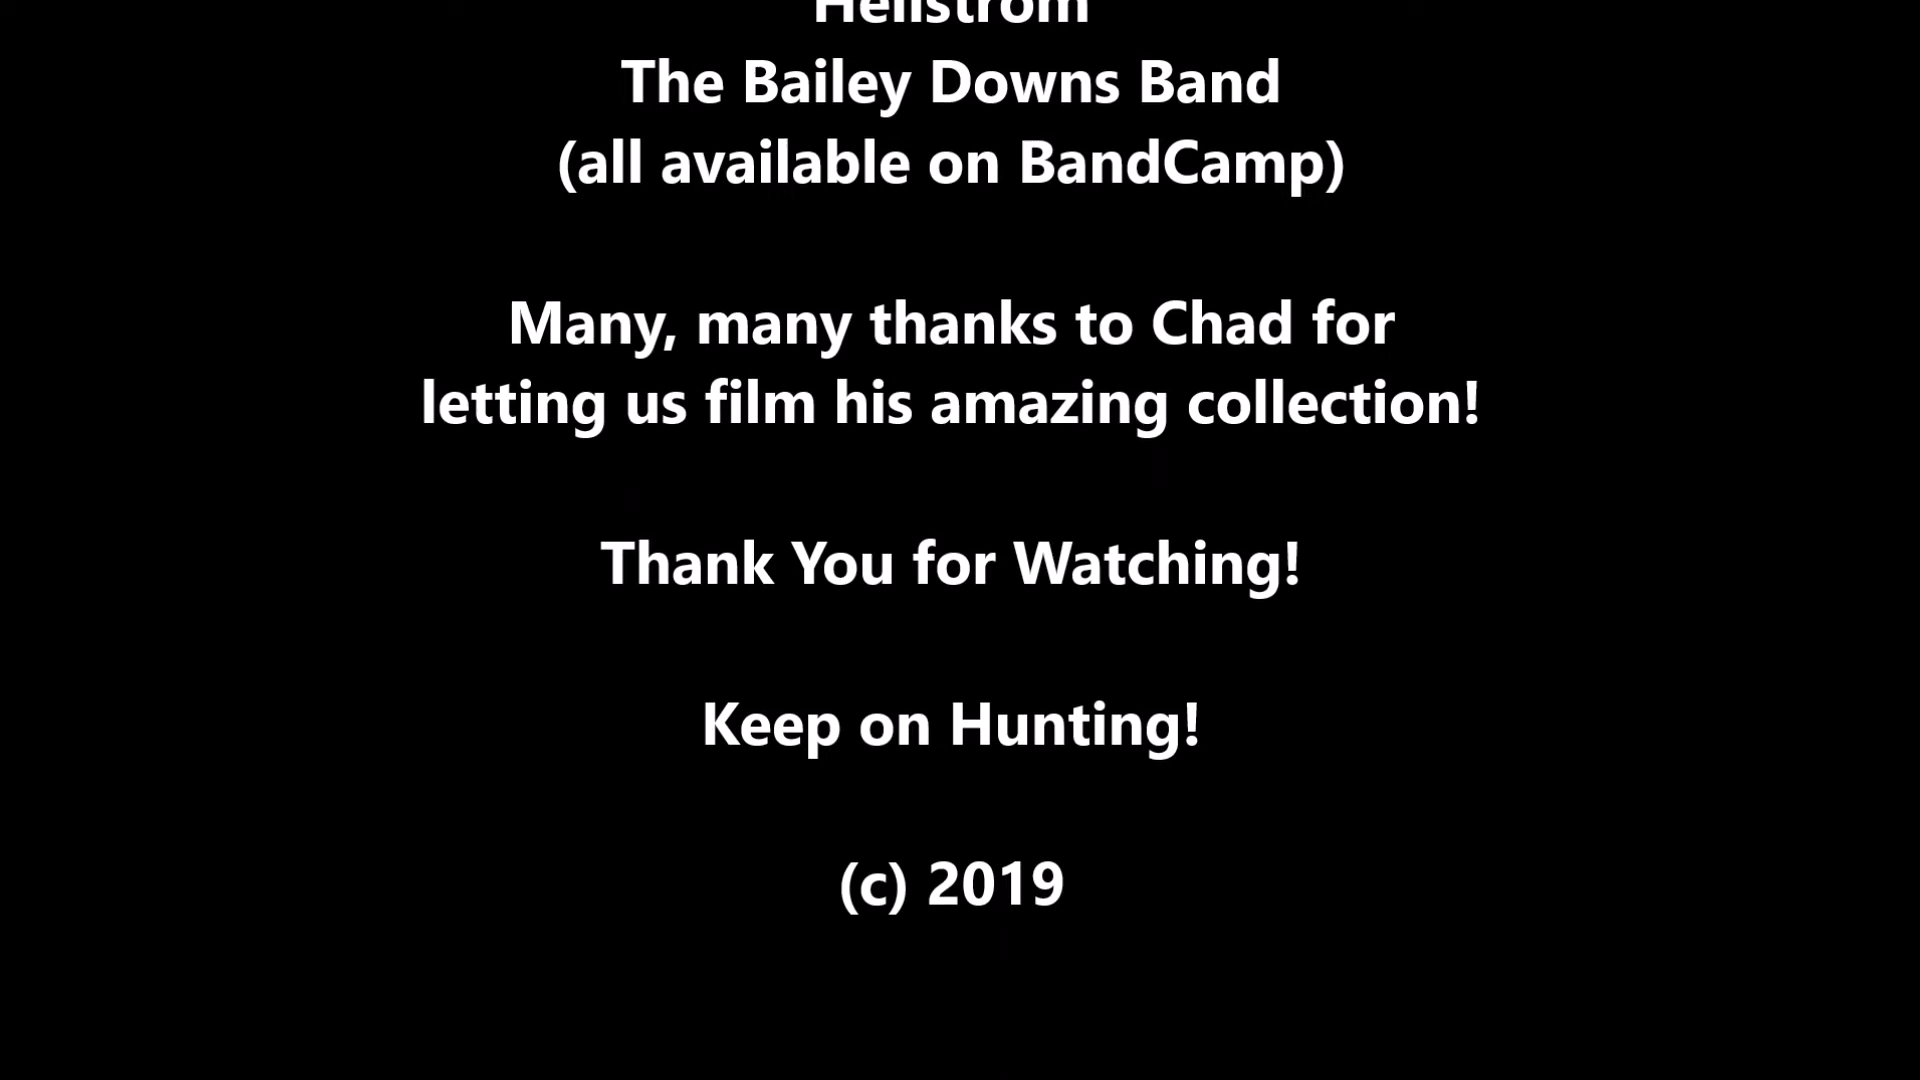 Hellstrom
The Bailey Downs Band
(all available on BandCamp)
Many, many thanks to Chad for
letting us film his amazing collection!
Thank You for Watching!
Keep on Hunting!
(c) 2019